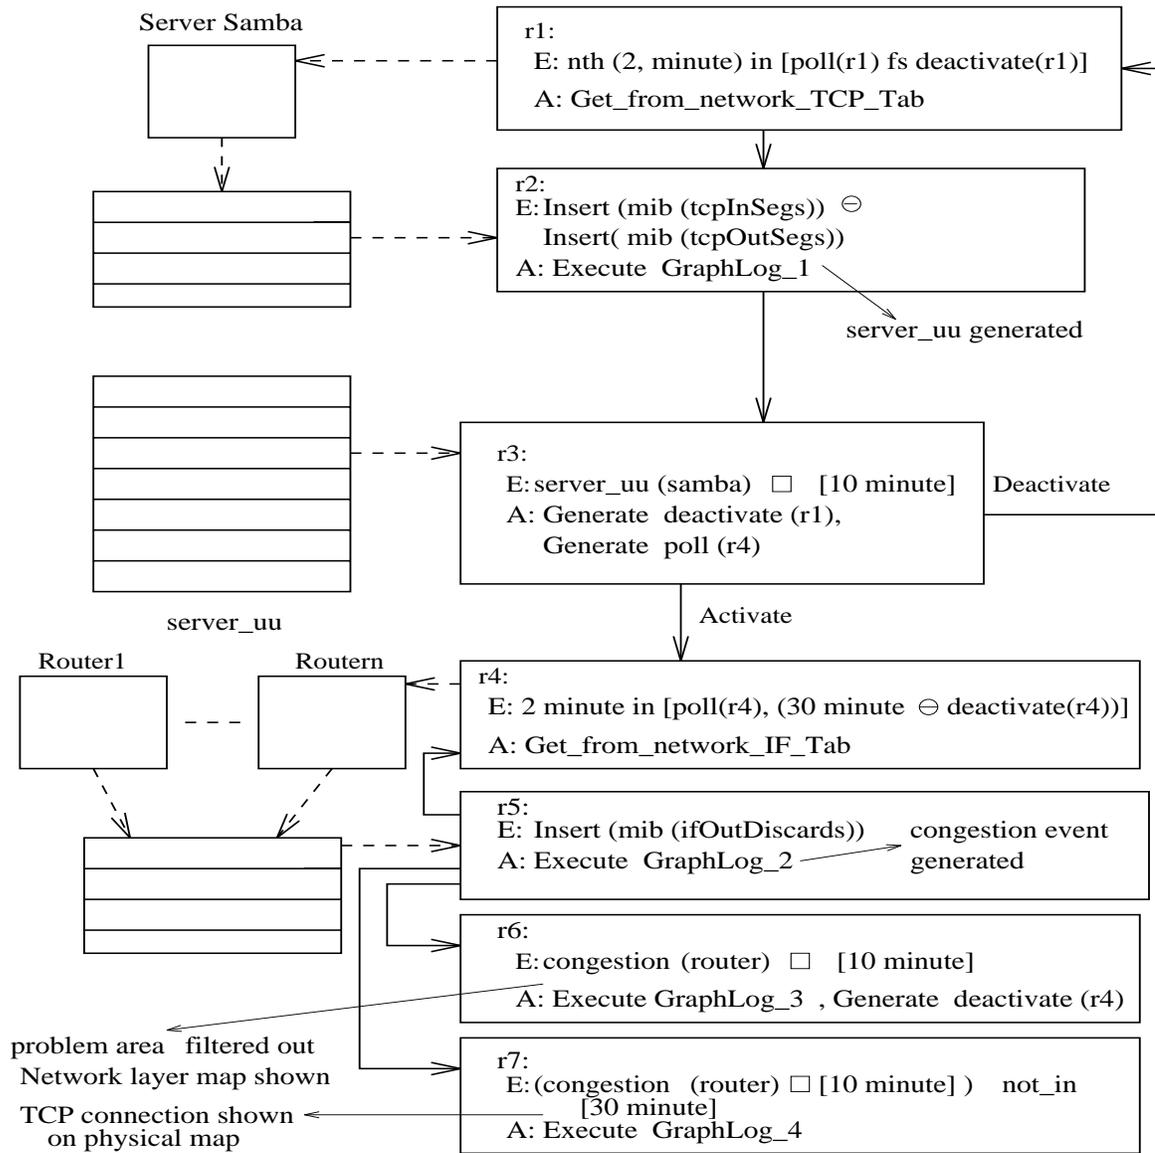 Server Samba
r1:
E: nth (2, minute) in [poll(r1) fs deactivate(r1)]
A: Get_from_network_TCP_Tab
r2:
E: Insert (mib (tcpInSegs)) ⊖
Insert( mib (tcpOutSegs))
A: Execute GraphLog_1
server_uu generated
r3:
E: server_uu (samba) □ [10 minute]
A: Generate deactivate (r1),
Generate poll (r4)
Deactivate
server_uu
Activate
Router1
Routern
r4:
E: 2 minute in [poll(r4), (30 minute ⊖ deactivate(r4))]
A: Get_from_network_IF_Tab
r5:
E: Insert (mib (ifOutDiscards))
A: Execute GraphLog_2
congestion event
generated
r6:
E: congestion (router) □ [10 minute]
A: Execute GraphLog_3 , Generate deactivate (r4)
problem area filtered out
Network layer map shown
r7:
E: (congestion (router) □ [10 minute] ) not_in
[30 minute]
A: Execute GraphLog_4
TCP connection shown
on physical map